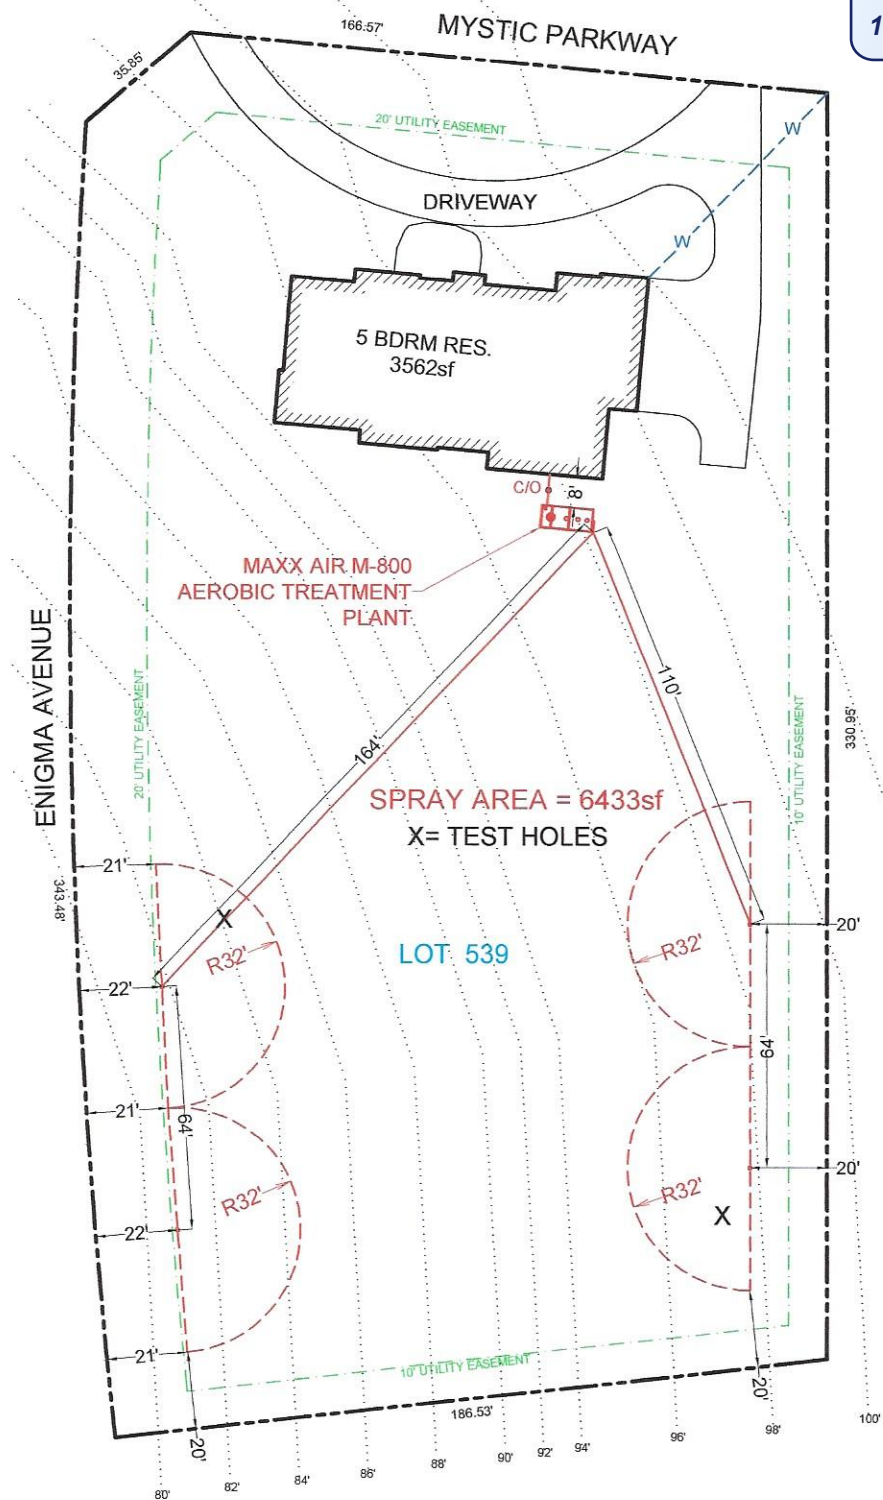 1
MYSTIC PARKWAY
166.57'
35.85'
20' UTILITY EASEMENT
W
DRIVEWAY
W
5 BDRM RES.
3562sf
C/O
8'
MAXX AIR M-800
AEROBIC TREATMENT
PLANT
ENIGMA AVENUE
20' UTILITY EASEMENT
110'
10' UTILITY EASEMENT
330.95'
164'
SPRAY AREA = 6433sf
X= TEST HOLES
21'
343.48'
X
20'
R32'
LOT 539
R32'
22'
64'
21'
64'
20'
R32'
R32'
X
22'
21'
10' UTILITY EASEMENT
20'
186.53'
20'
80'
82'
84'
86'
88'
90'
92'
94'
96'
98'
100'